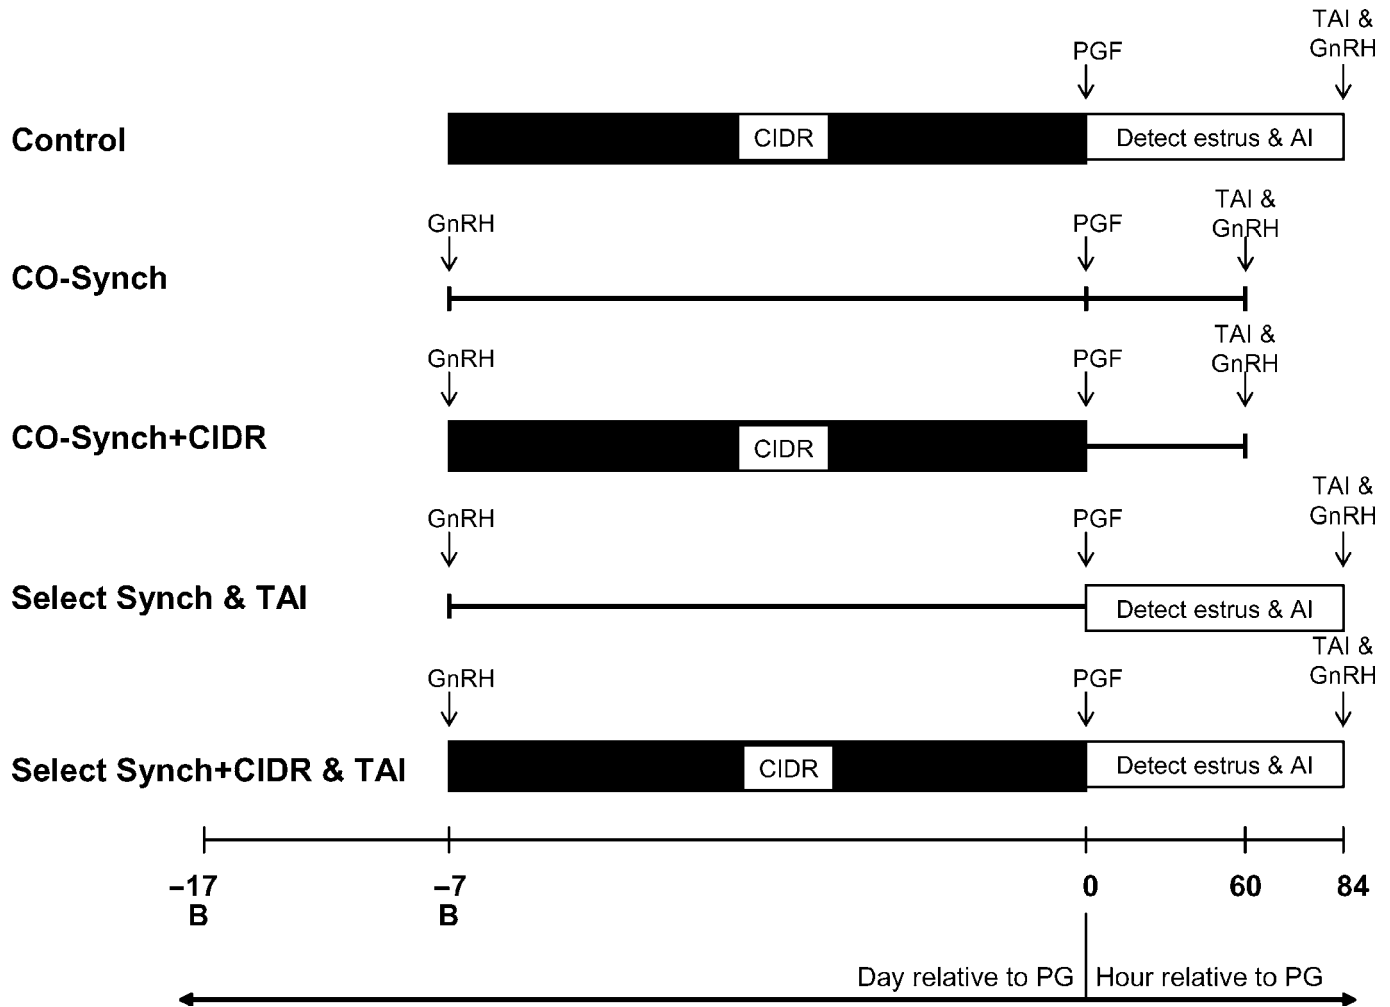 TAI &
PGF GnRH
Control CIDR Detect estrus & AI
TAI &
GnRH PGF GnRH
CO-Synch
TAI &
GnRH PGF GnRH
CO-Synch+CIDR CIDR
TAI &
GnRH PGF GnRH
Select Synch & TAI Detect estrus & AI
TAI &
GnRH PGF GnRH
Select Synch+CIDR & TAI CIDR Detect estrus & AI
–17 –7 0 60 84
B B
Day relative to PG Hour relative to PG